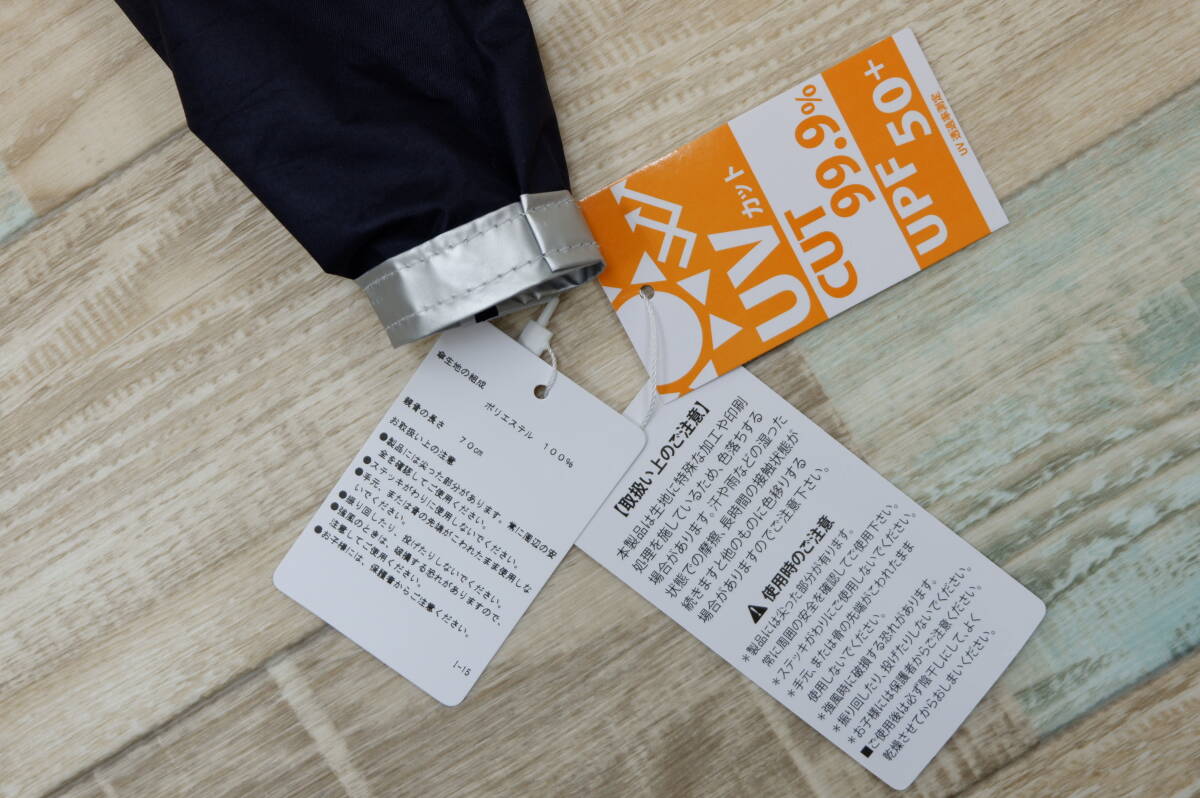 UV カット
CUT
99.9%
UPF 50+
UV 透過率測定
傘生地の組成
ポリエステル 100%
親骨の長さ
70㎝
お取扱い上の注意
●製品には尖った部分があります。常に周辺の安
全を確認してご使用ください。
●ステッキがわりに使用しないでください。
●手元、または骨の先端がこわれたまま使用しな
いでください。
●振り回したり、投げたりしないでください。
●強風のときは、破損する恐れがありますので、
注意してご使用ください。
●お子様には、保護者からご注意ください。
I-15
【取扱い上のご注意】
本製品は生地に特殊な加工や印刷
処理を施しているため、色落ちする
場合があります。汗や雨などの湿った
状態での摩擦、長時間の接触状態が
続きますと他のものに色移りする
場合がありますのでご注意下さい。
使用時のご注意
＊製品には尖った部分が有ります。
常に周囲の安全を確認してご使用下さい。
＊ステッキがわりにご使用しないでください。
＊手元、または骨の先端がこわれたまま
使用しないでください。
＊強風時に破損する恐れがあります。
＊振り回したり、投げたりしないでください。
＊お子様には保護者からご注意ください。
■ご使用後は必ず陰干しにして、よく
乾燥させてからおしまいください。